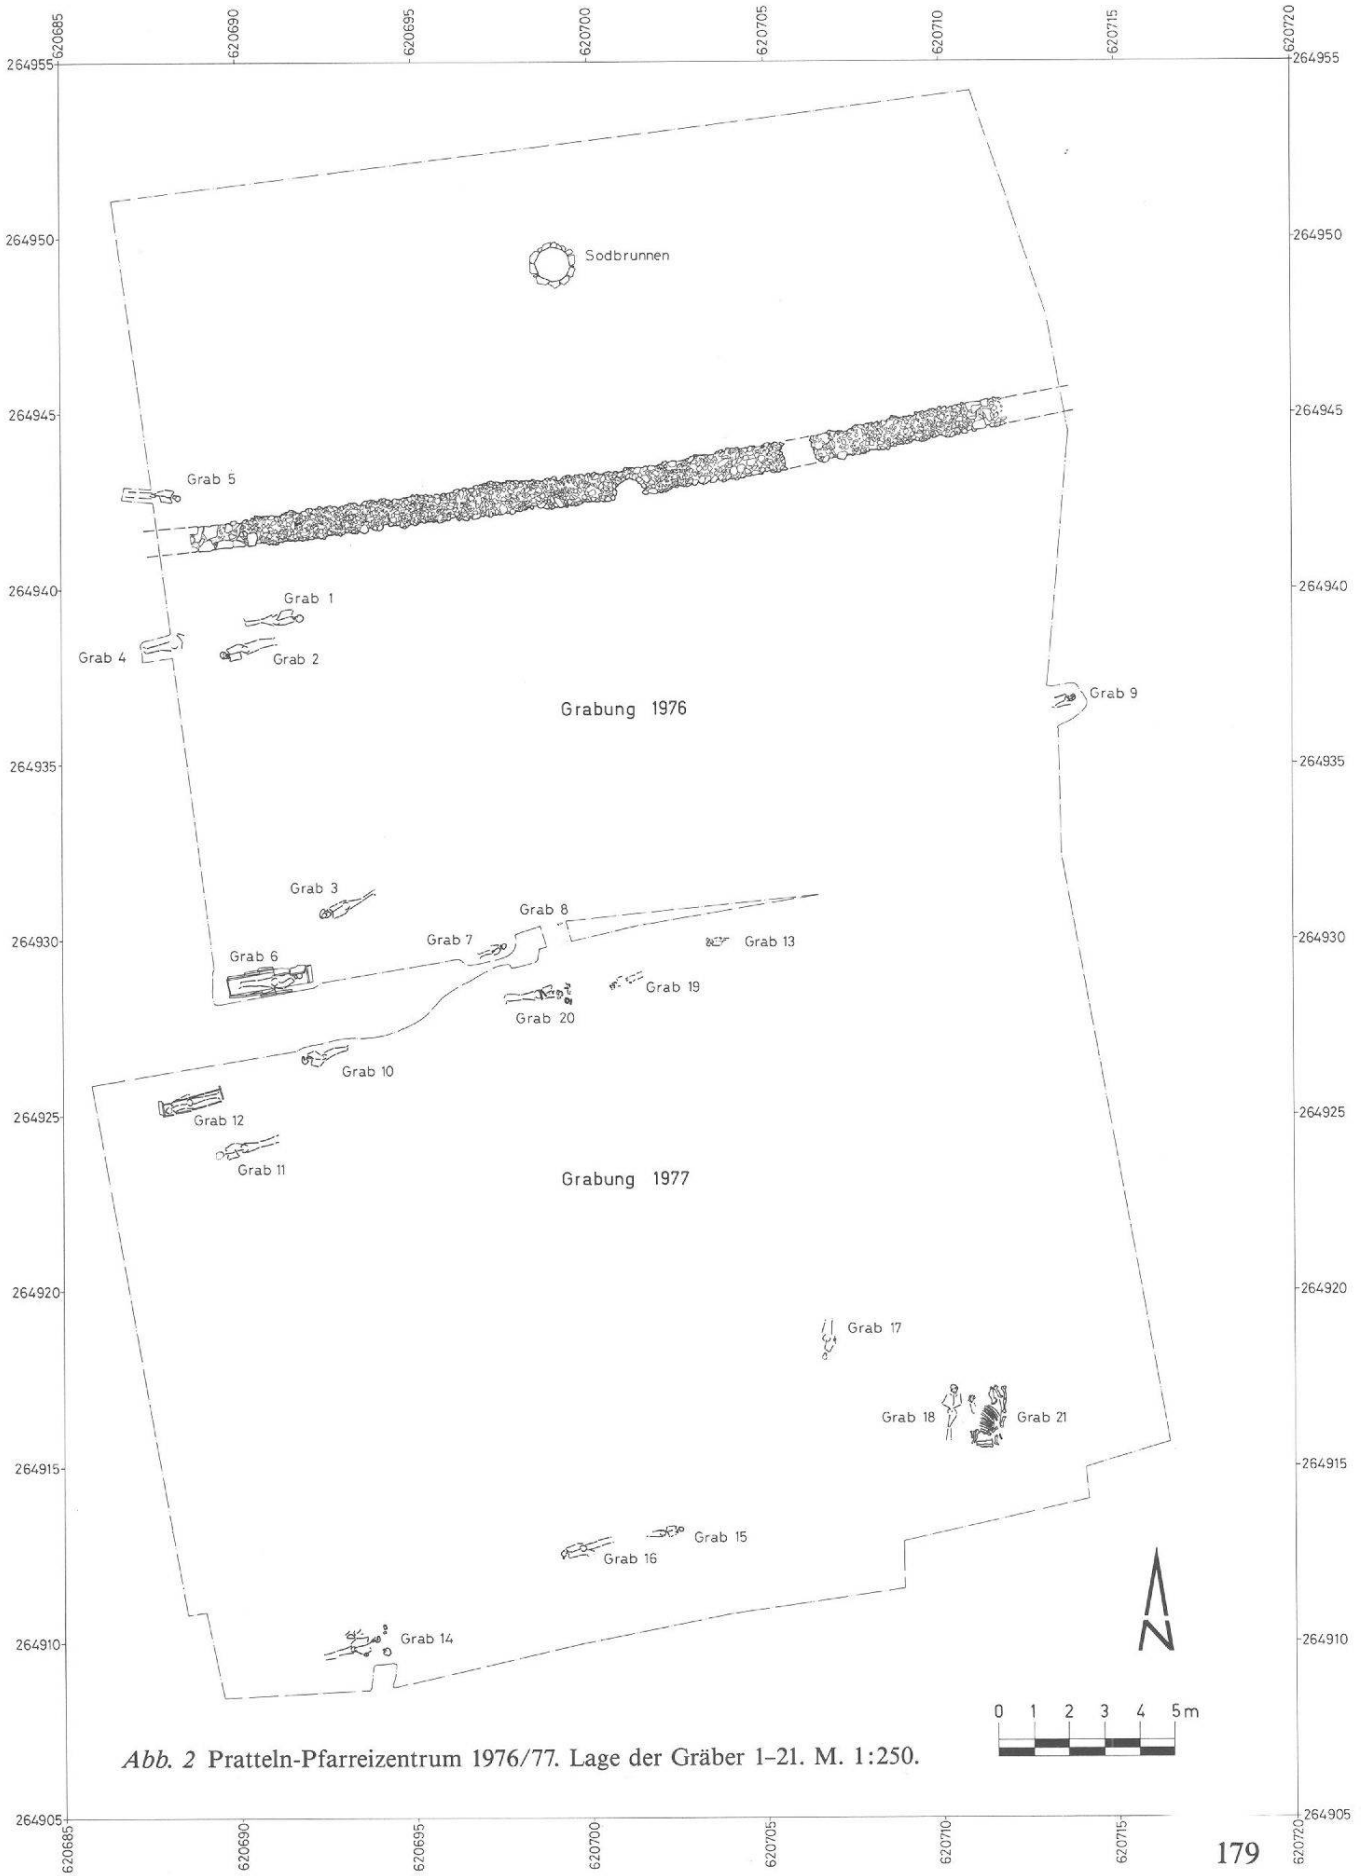 620685 620690 620695 620700 620705 620710 620715 620720
264955 264955
264950 264950
Sodbrunnen
264945 264945
Grab 5
264940 264940
Grab 1
Grab 4 Grab 2
Grab 9
Grabung 1976
264935 264935
Grab 3
Grab 8
264930 Grab 7 Grab 13 264930
Grab 6
Grab 19
Grab 20
Grab 10
264925 Grab 12 264925
Grab 11
Grabung 1977
264920 264920
Grab 17
Grab 18 Grab 21
264915 264915
Grab 15
Grab 16
264910 Grab 14 264910
N
0 1 2 3 4 5 m
Abb. 2 Pratteln-Pfarreizentrum 1976/77. Lage der Gräber 1–21. M. 1:250.
264905 264905
620685 620690 620695 620700 620705 620710 620715 620720
179